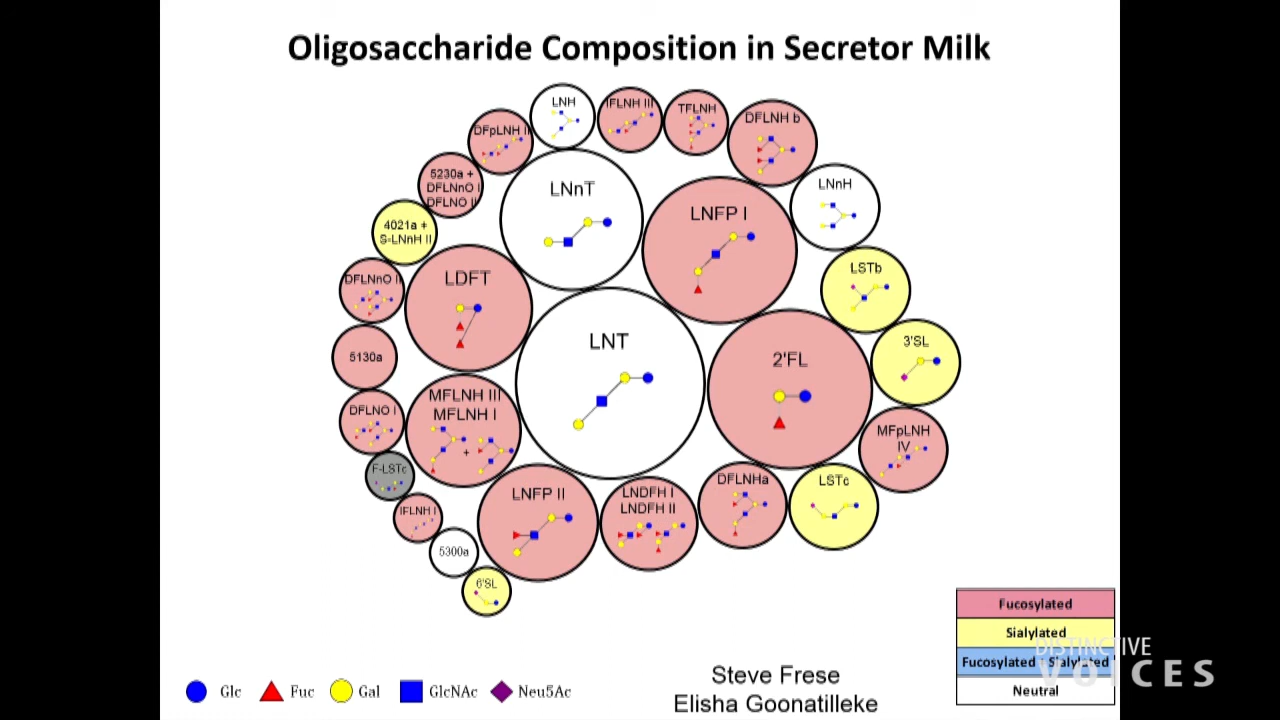 Oligosaccharide Composition in Secretor Milk
LNH
IFLNH III
TFLNH
DFLNH b
DFpLNH II
LNnT
LNFP I
LNnH
5230a +
DFLNnO I
DFLNO II
4021a +
S-LNnH II
LSTb
DFLNnO II
LDFT
LNT
2'FL
3'SL
5130a
MFLNH III
MFLNH I
+
DFLNO I
MFpLNH
IV
F-LSTc
LNFP II
LNDFH I
LNDFH II
DFLNHa
LSTc
IFLNH I
5300a
6'SL
Fucosylated
Sialylated
Fucosylated Sialylated
Neutral
DISTINCTIVE
VOICES
Glc Fuc Gal GlcNAc Neu5Ac
Steve Frese
Elisha Goonatilleke